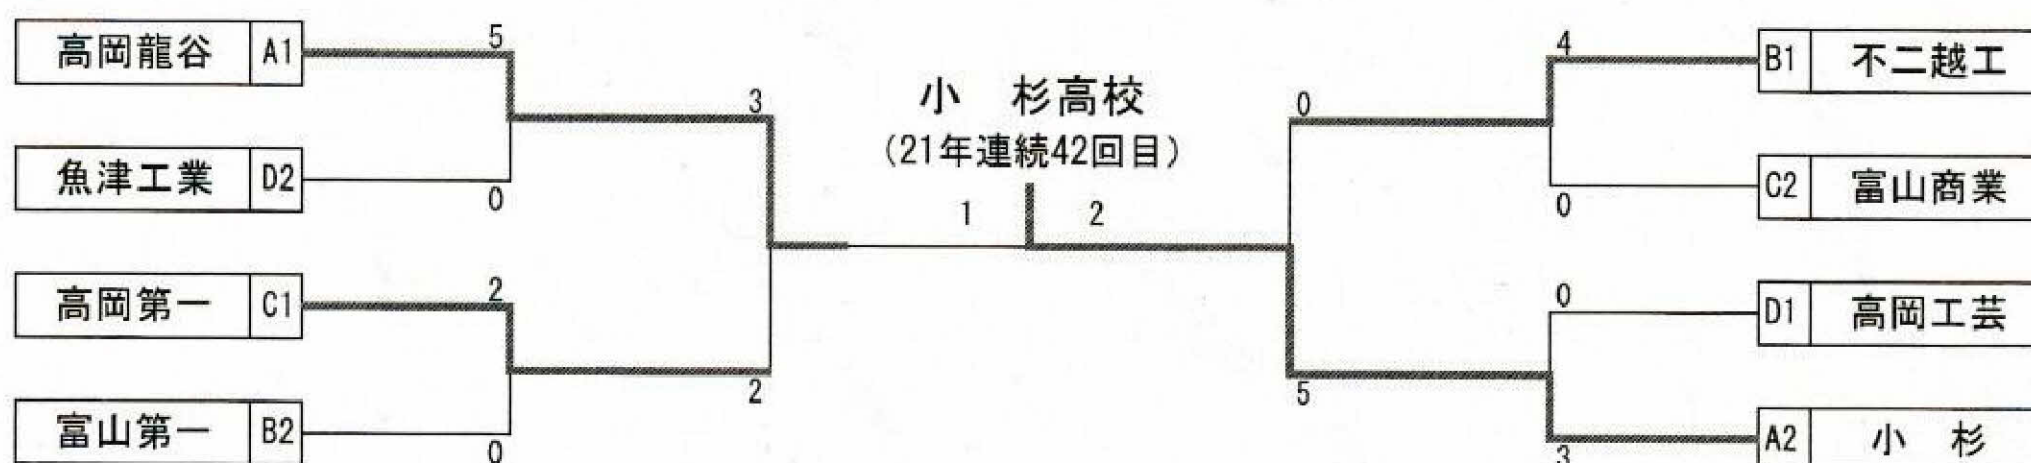 高岡龍谷 A1
5
3
小 杉高校
(21年連続42回目)
0
4
B1 不二越工
魚津工業 D2
0
1
2
0
C2 富山商業
高岡第一 C1
2
0
D1 高岡工芸
2
5
富山第一 B2
0
3
A2 小 杉